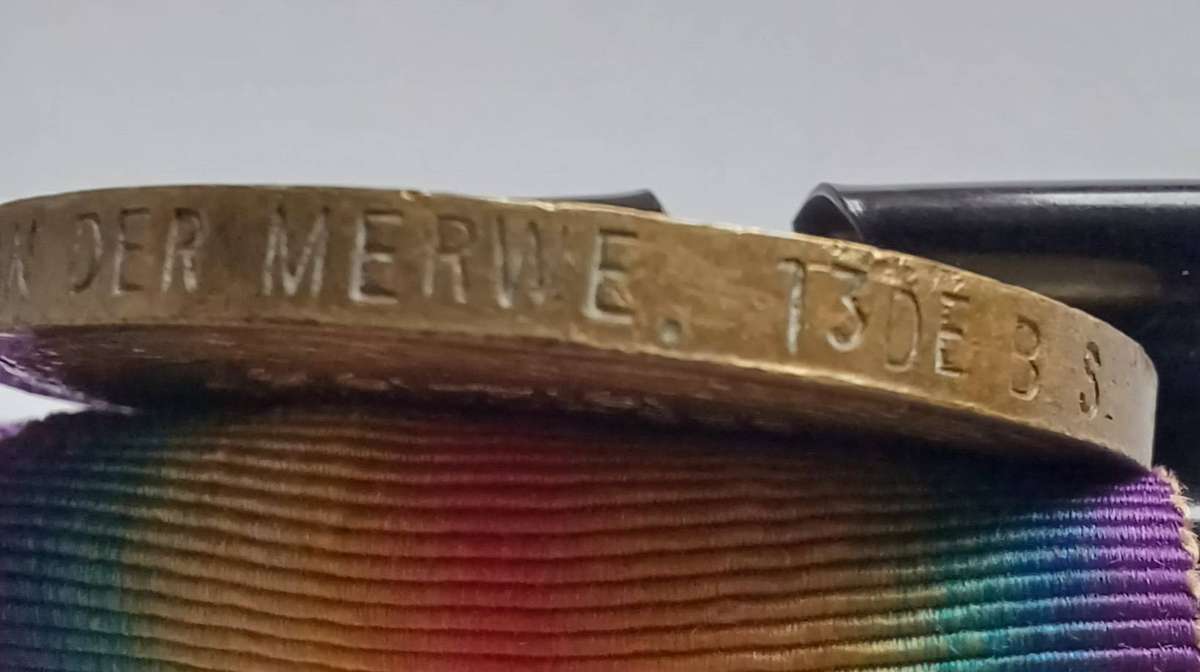 N DER MERWE. 13DE B S.